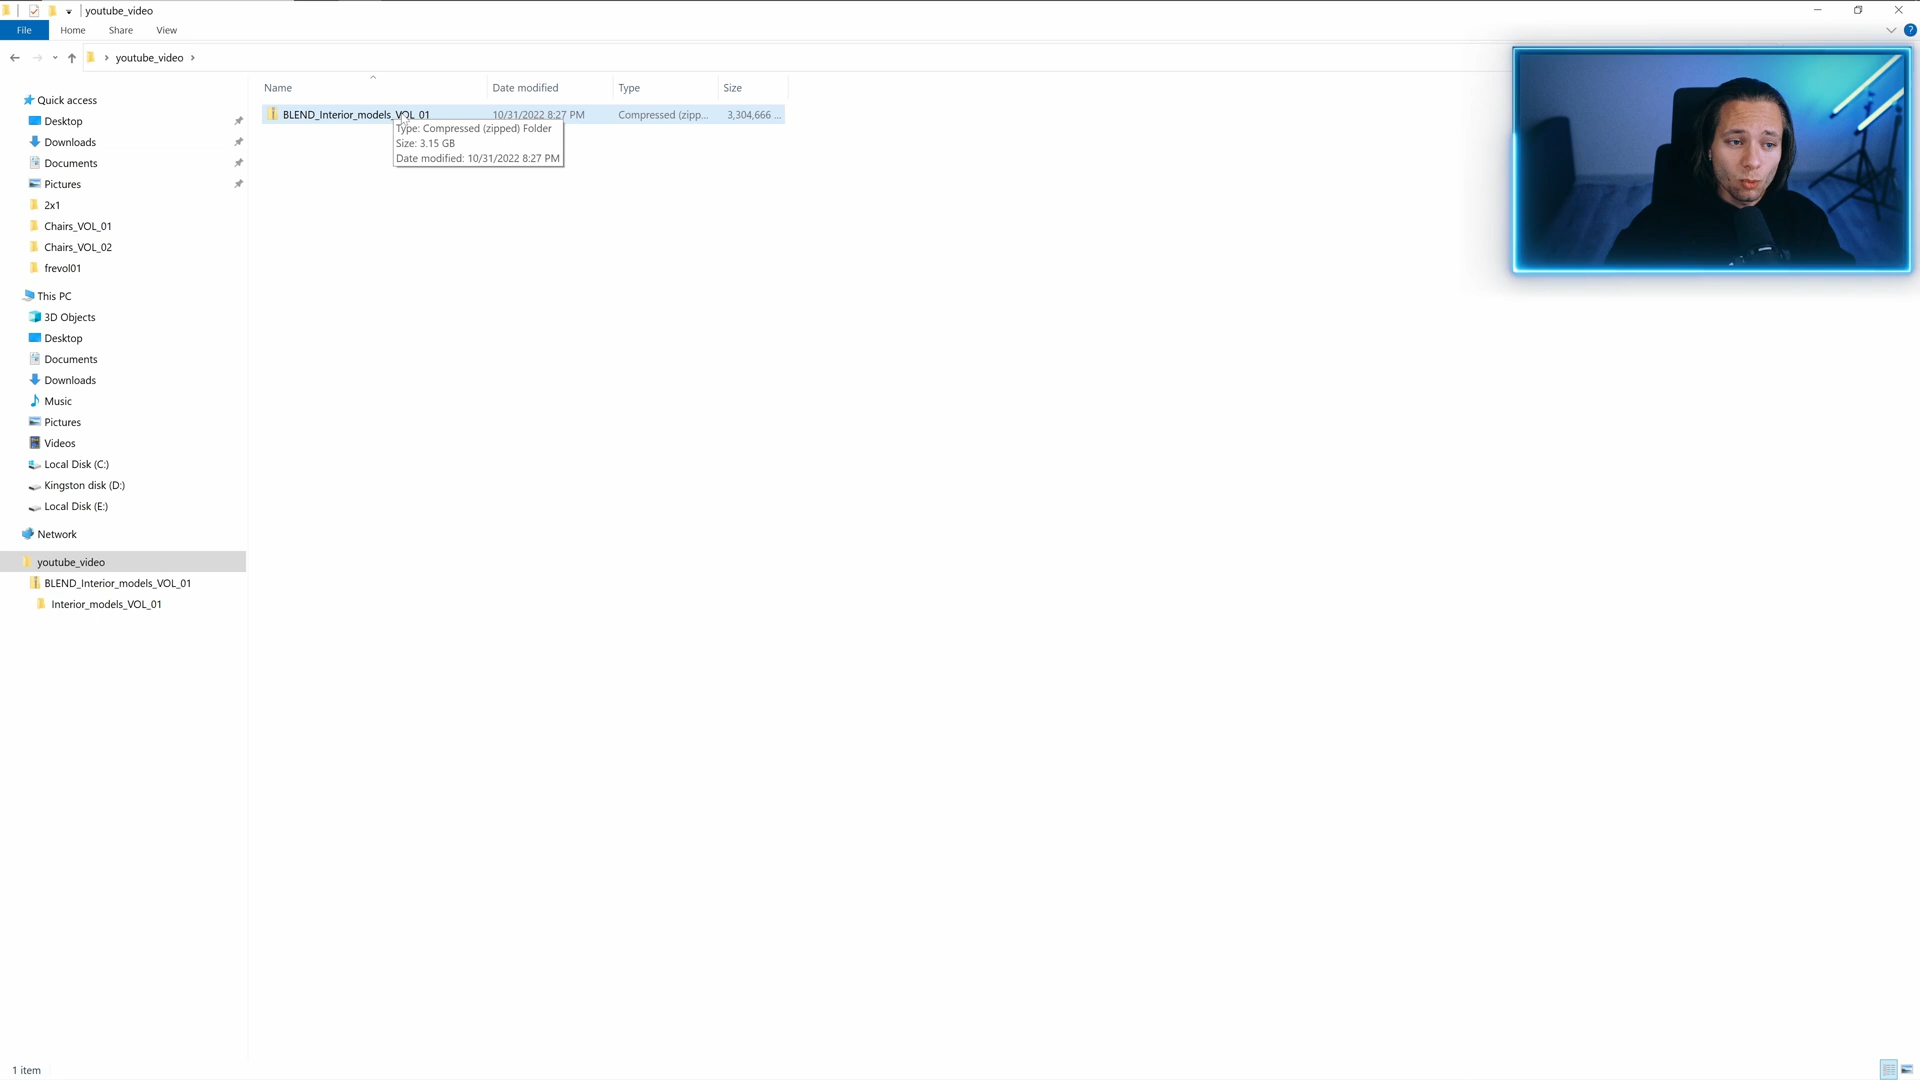 youtube_video
File Home Share View
youtube_video
Name Date modified Type Size
Quick access
BLEND_Interior_models_VOL_01 10/31/2022 8:27 PM Compressed (zipp... 3,304,666 ...
Desktop
Type: Compressed (zipped) Folder
Downloads
Size: 3.15 GB
Documents
Date modified: 10/31/2022 8:27 PM
Pictures
2x1
Chairs_VOL_01
Chairs_VOL_02
frevol01
This PC
3D Objects
Desktop
Documents
Downloads
Music
Pictures
Videos
Local Disk (C:)
Kingston disk (D:)
Local Disk (E:)
Network
youtube_video
BLEND_Interior_models_VOL_01
Interior_models_VOL_01
1 item